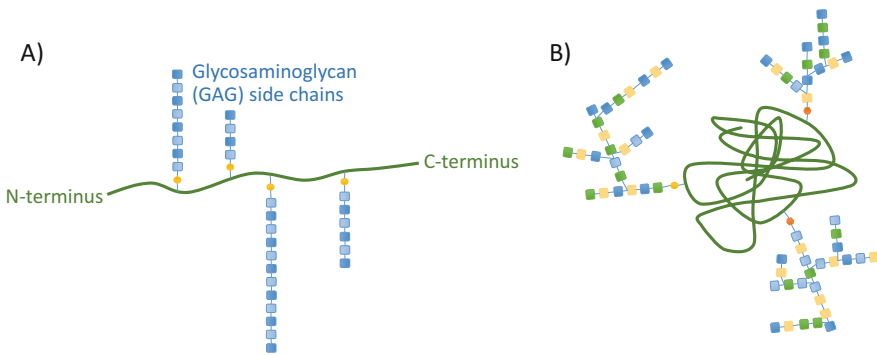 A)
Glycosaminoglycan
(GAG) side chains
N-terminus
C-terminus
B)